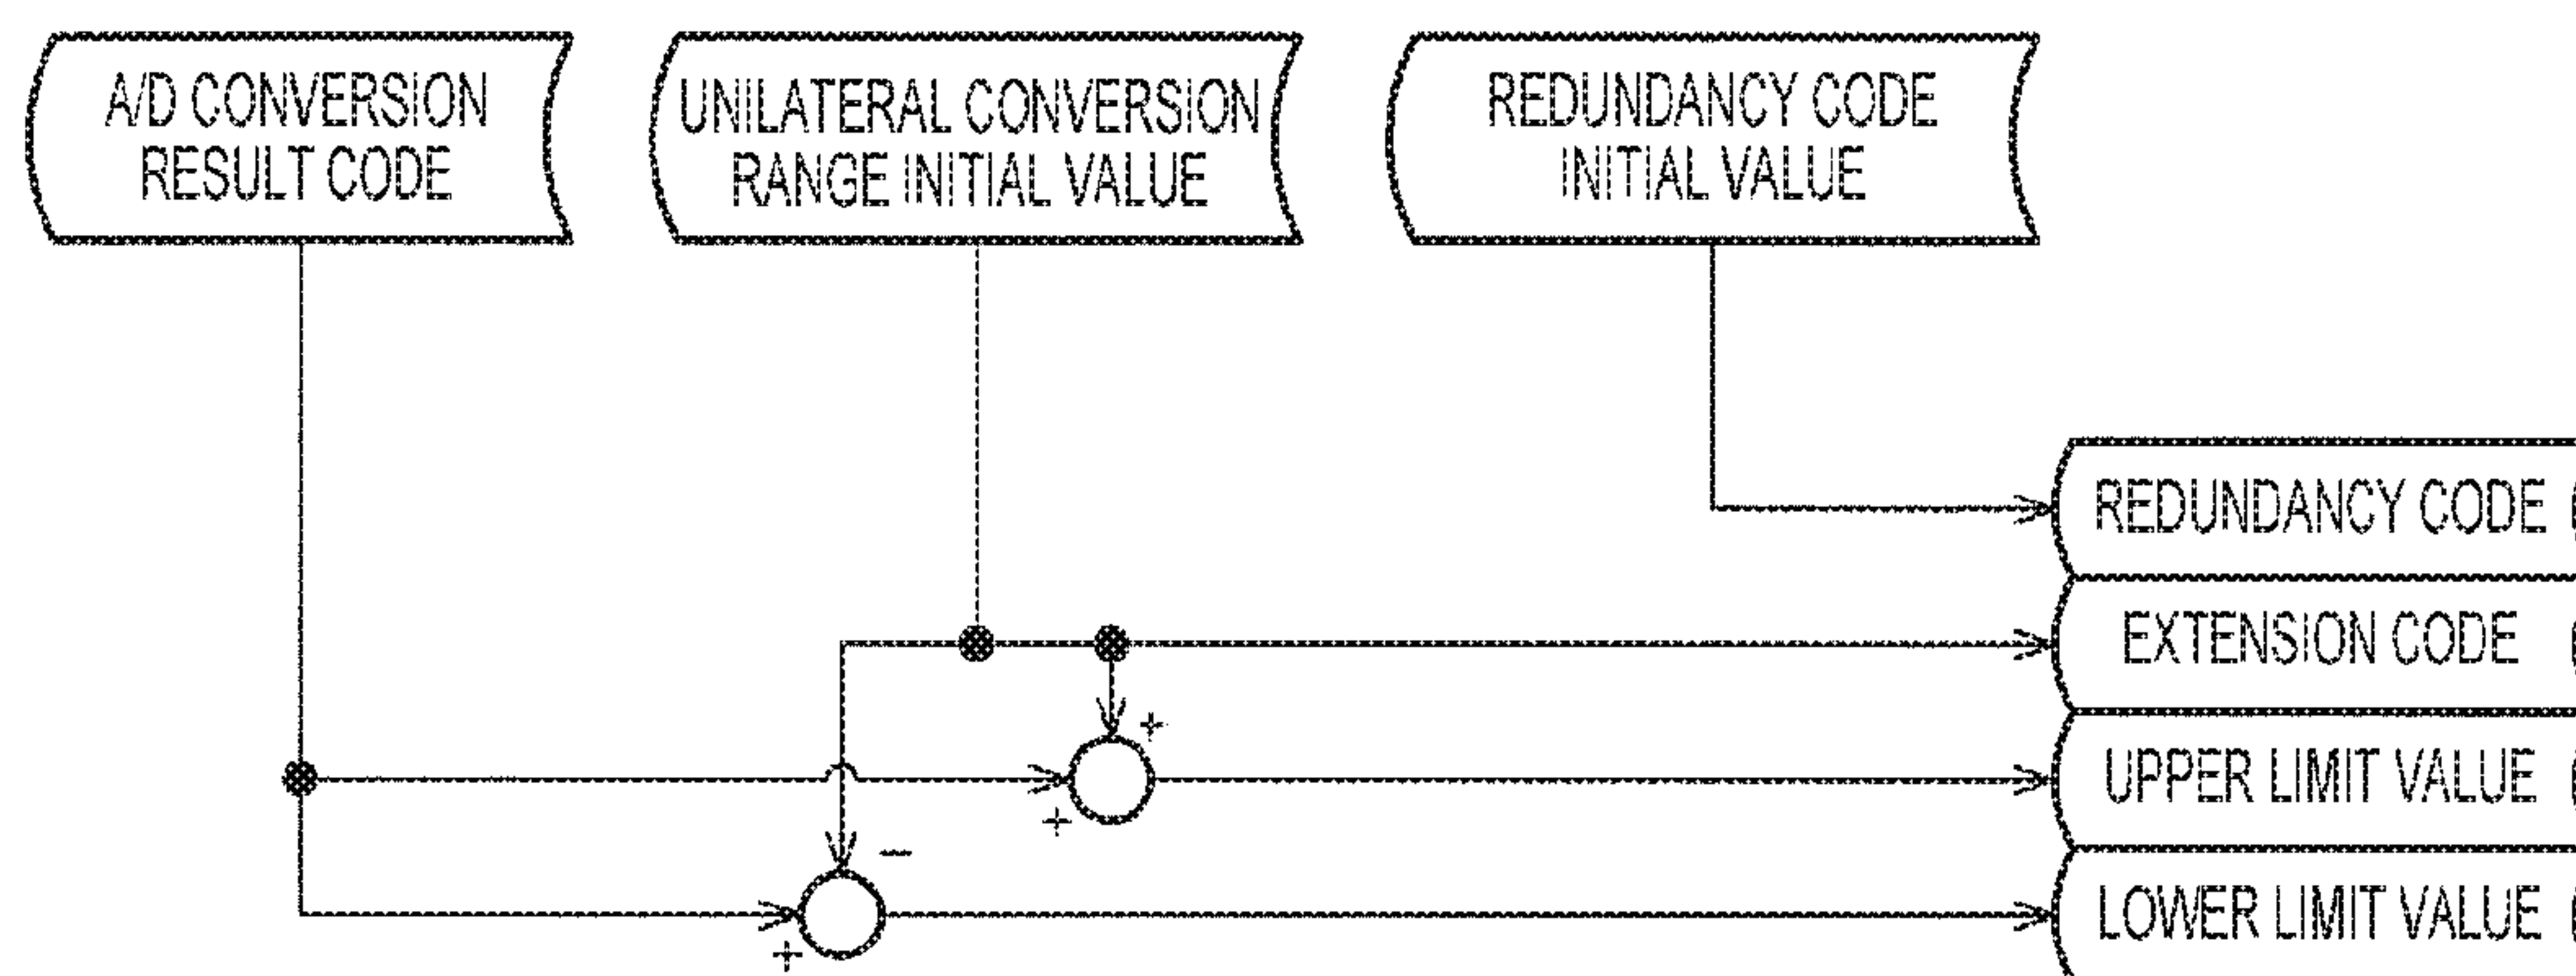 A/D CONVERSION
RESULT CODE
UNILATERAL CONVERSION
RANGE INITIAL VALUE
REDUNDANCY CODE
INITIAL VALUE
REDUNDANCY CODE
EXTENSION CODE
+
UPPER LIMIT VALUE
+
−
LOWER LIMIT VALUE
+